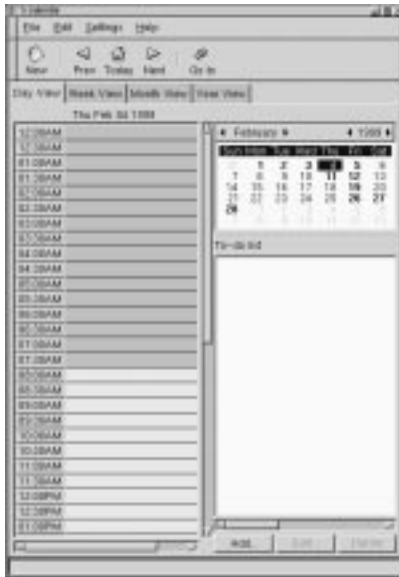 File Edit Settings Help
New Prev Today Next Go to
Day View Week View Month View Year View
Thu Feb 04 1999
12:00AM
12:30AM
01:00AM
01:30AM
02:00AM
02:30AM
03:00AM
03:30AM
04:00AM
04:30AM
05:00AM
05:30AM
06:00AM
06:30AM
07:00AM
07:30AM
08:00AM
08:30AM
09:00AM
09:30AM
10:00AM
10:30AM
11:00AM
11:30AM
12:00PM
12:30PM
01:00PM
February 1999
Sun Mon Tue Wed Thu Fri Sat
1 2 3 4 5 6
7 8 9 10 11 12 13
14 15 16 17 18 19 20
21 22 23 24 25 26 27
28
To-do list
Add... Edit... Delete